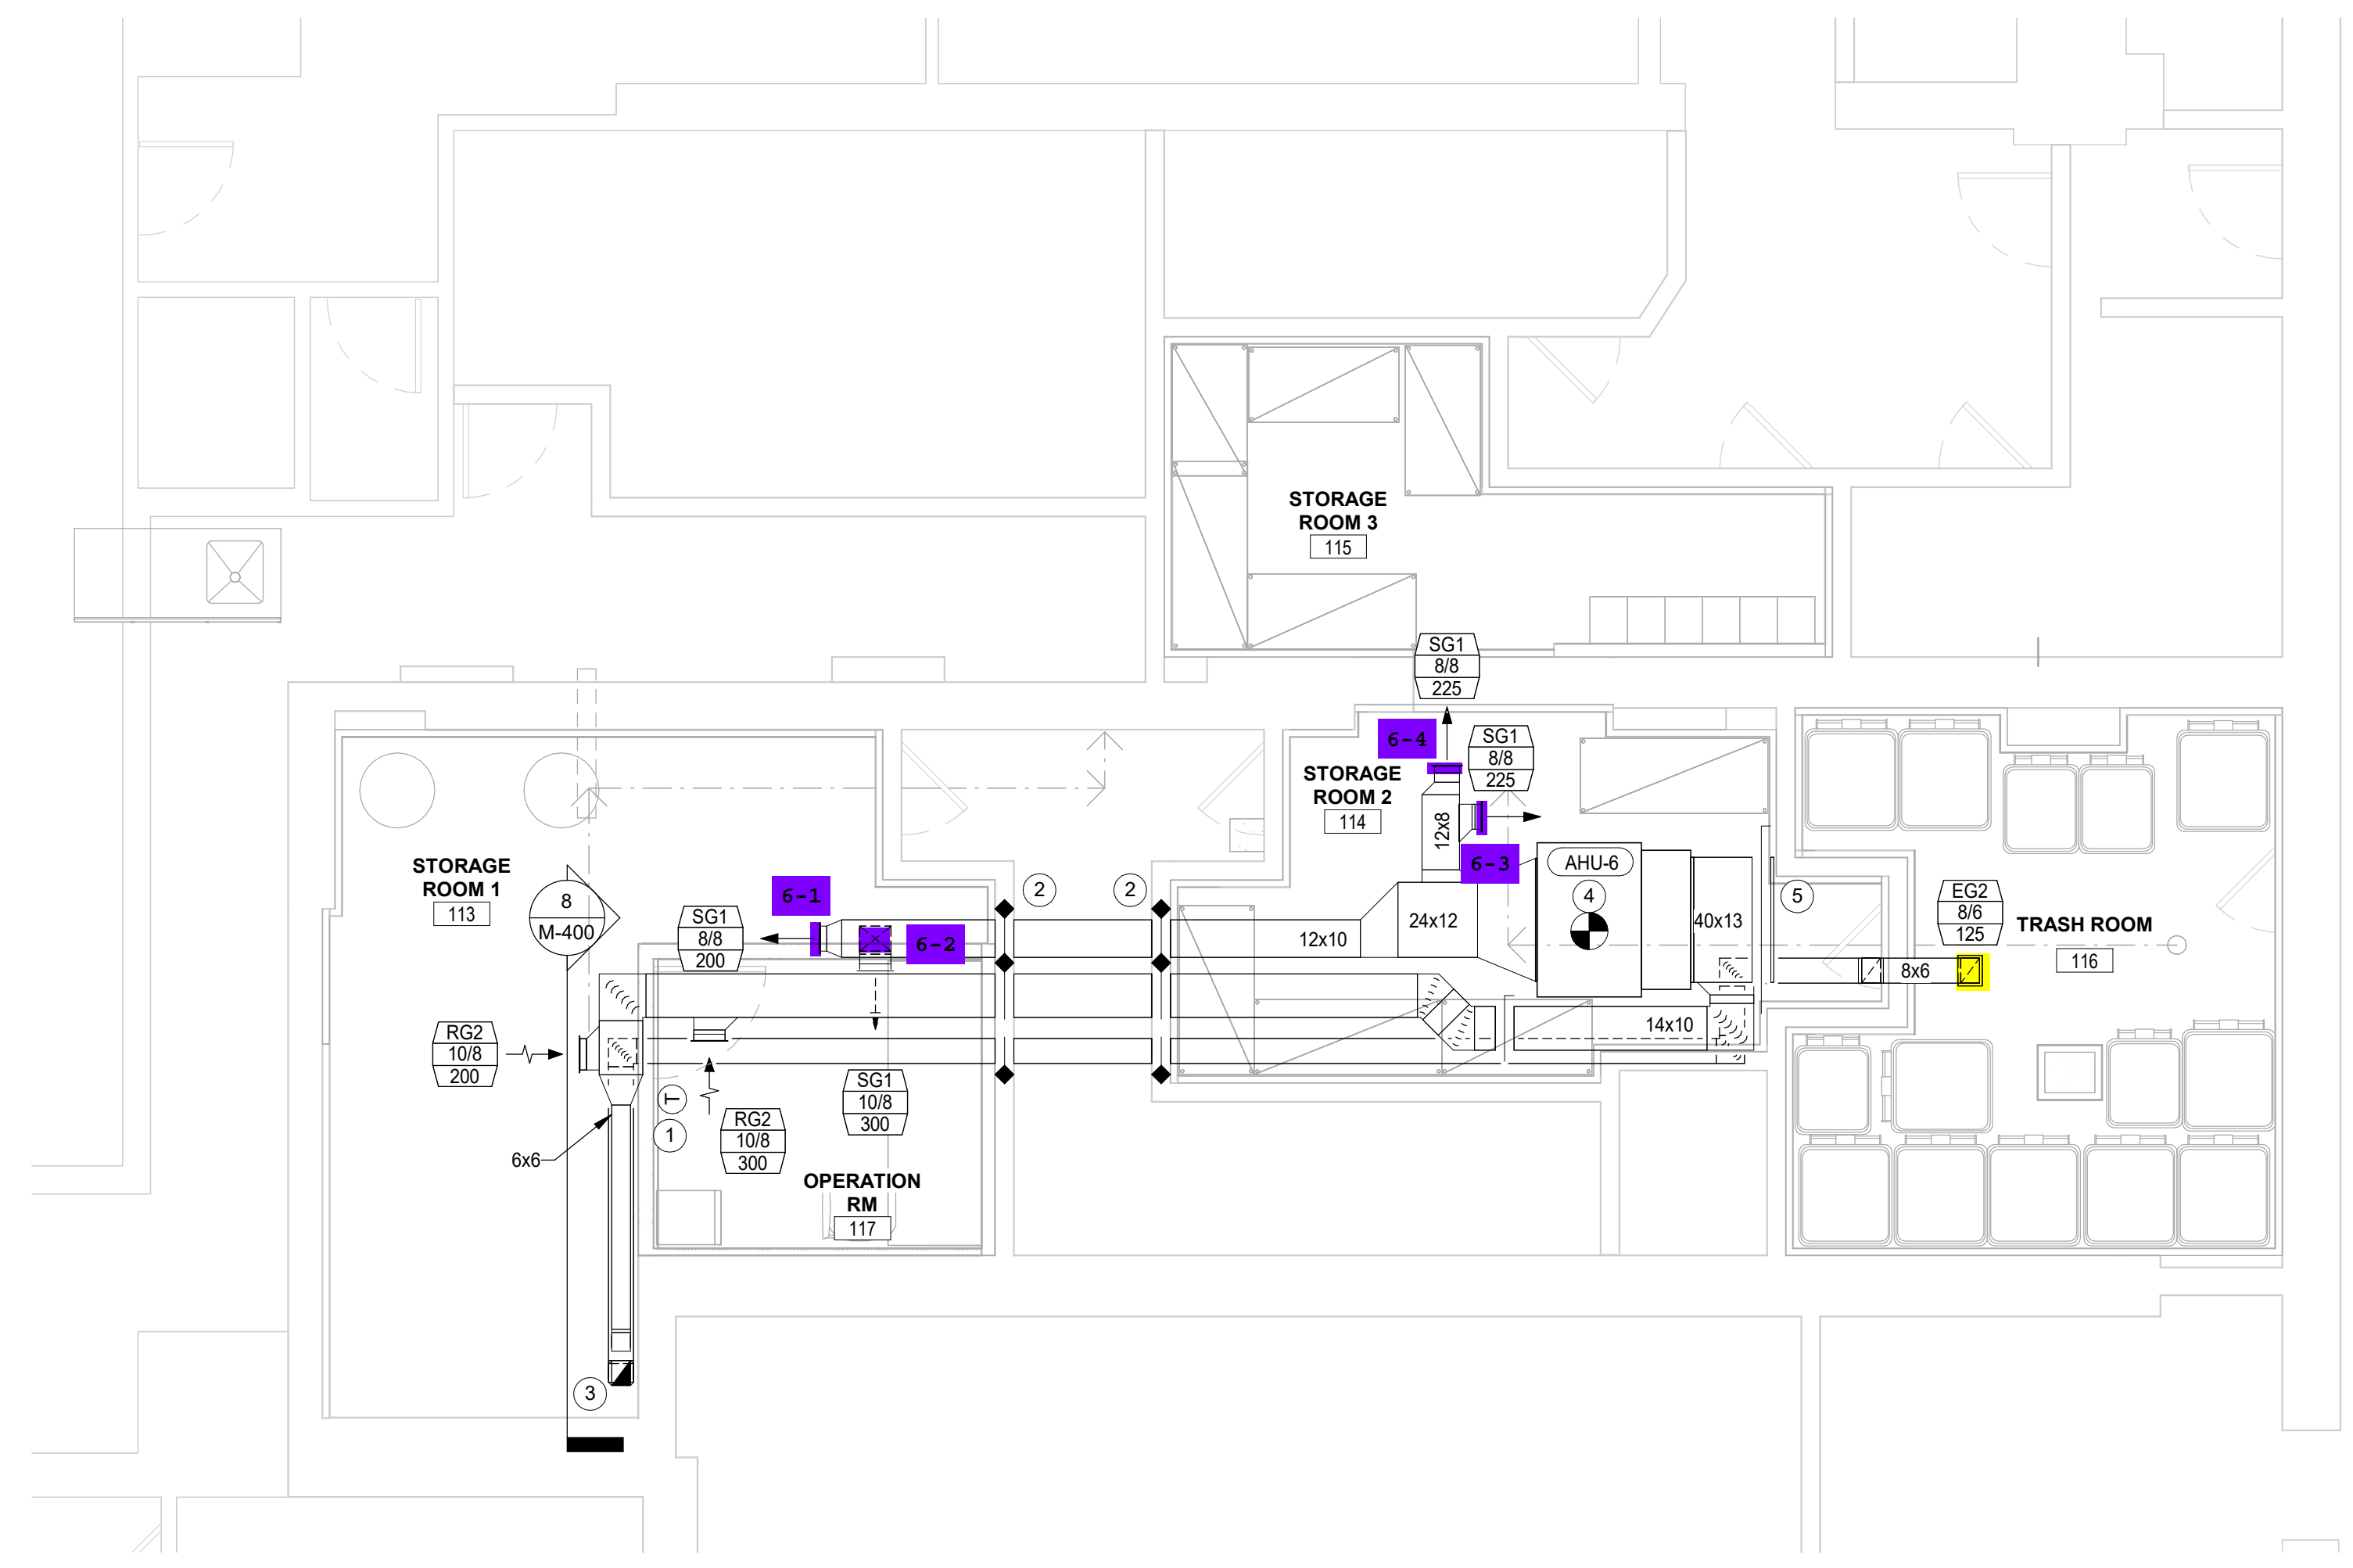 STORAGE
ROOM 3
115
SG1
8/8
225
6-4
SG1
8/8
225
STORAGE
ROOM 2
114
12x8
6-3
AHU-6
4
STORAGE
ROOM 1
113
8
M-400
6-1
SG1
8/8
200
6-2
2
2
12x10
24x12
40x13
5
EG2
8/6
125
TRASH ROOM
116
8x6
14x10
RG2
10/8
200
T
1
RG2
10/8
300
SG1
10/8
300
6x6
OPERATION
RM
117
3